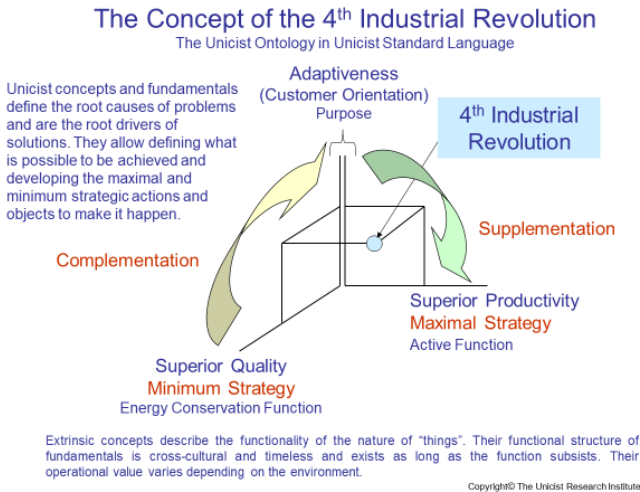 The Concept of the 4th Industrial Revolution
The Unicist Ontology in Unicist Standard Language
Unicist concepts and fundamentals
define the root causes of problems
and are the root drivers of
solutions. They allow defining what
is possible to be achieved and
developing the maximal and
minimum strategic actions and
objects to make it happen.
Adaptiveness
(Customer Orientation)
Purpose
4th Industrial
Revolution
Supplementation
Complementation
Superior Productivity
Maximal Strategy
Active Function
Superior Quality
Minimum Strategy
Energy Conservation Function
Extrinsic concepts describe the functionality of the nature of “things”. Their functional structure of
fundamentals is cross-cultural and timeless and exists as long as the function subsists. Their
operational value varies depending on the environment.
Copyright© The Unicist Research Institute